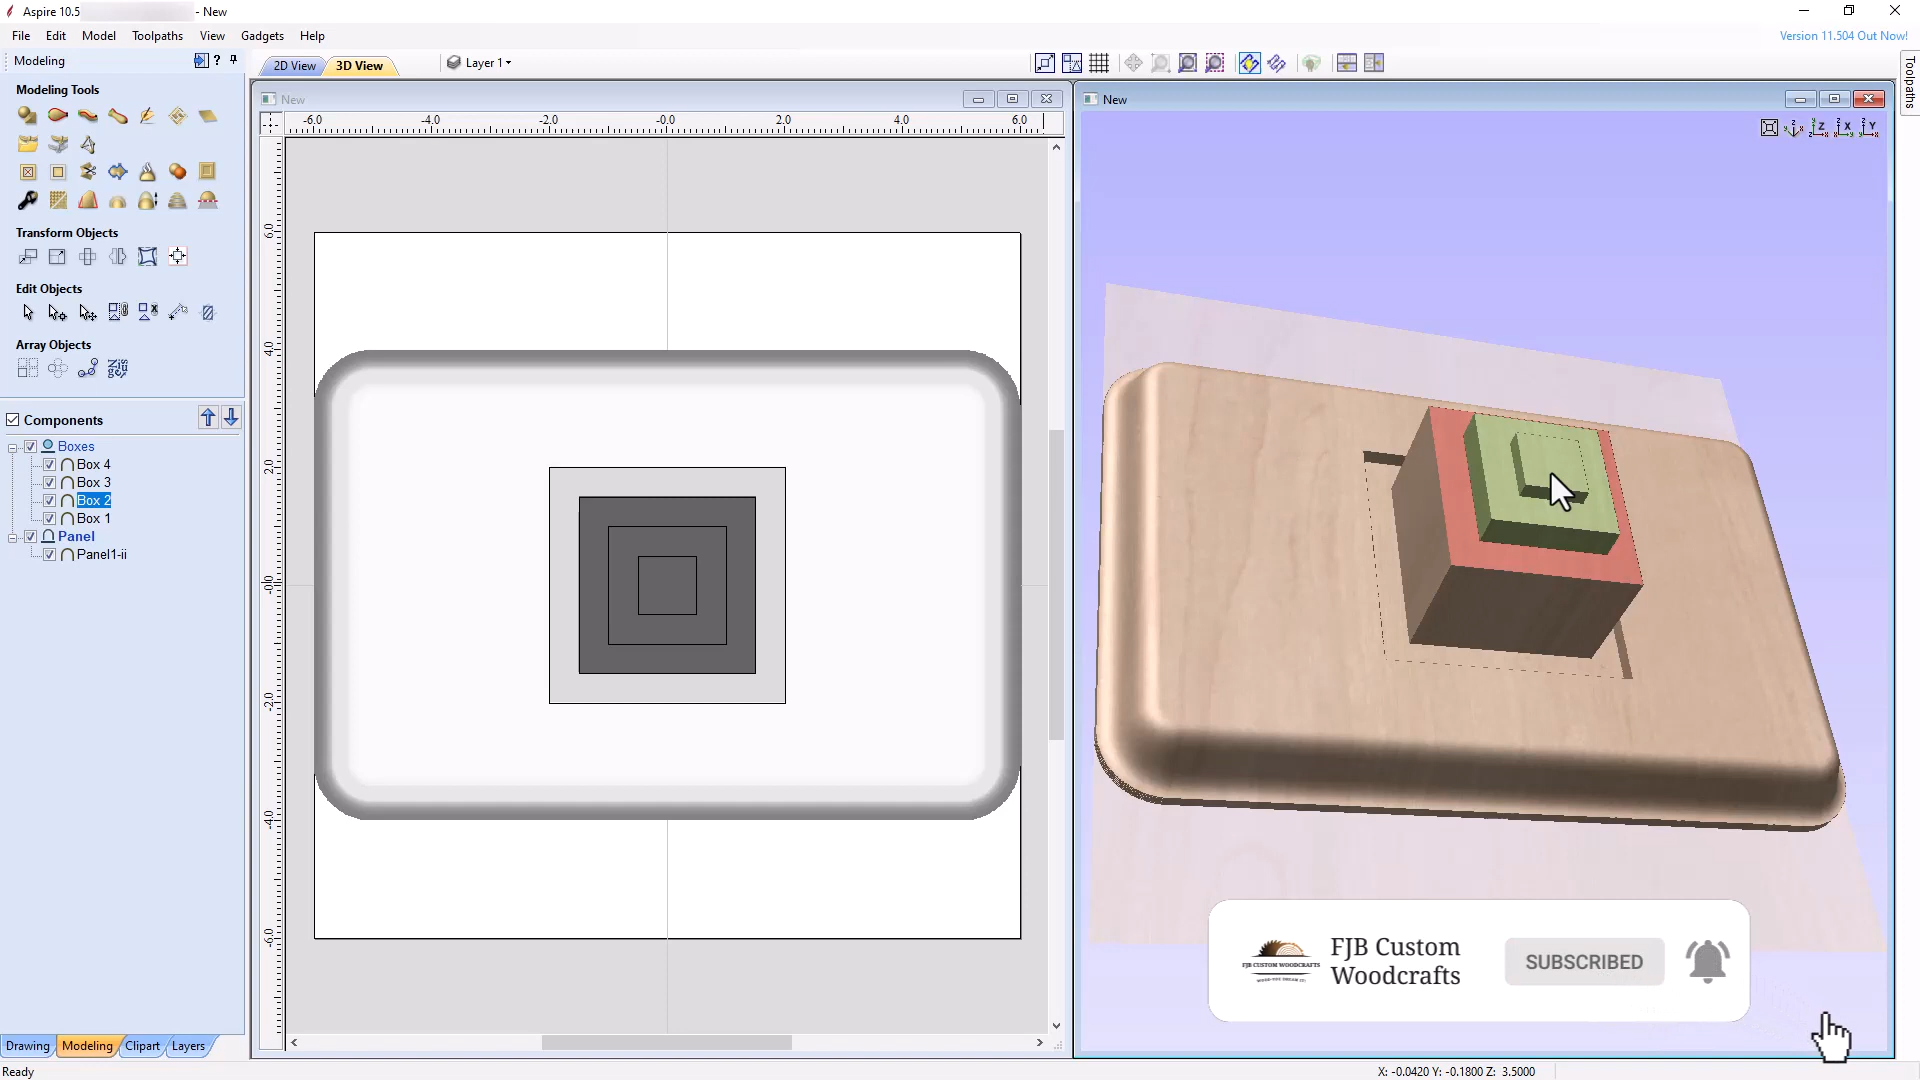 Aspire 10.5 - New
File Edit Model Toolpaths View Gadgets Help
Version 11.504 Out Now!
Modeling
2D View 3D View Layer 1
Toolpaths
Modeling Tools
New
New
-6.0 -4.0 -2.0 -0.0 2.0 4.0 6.0
6.0
4.0
2.0
-0.0
-2.0
-4.0
-6.0
Transform Objects
Edit Objects
Array Objects
Components
Boxes
Box 4
Box 3
Box 2
Box 1
Panel
Panel1-ii
FJB CUSTOM WOODCRAFTS
FJB Custom
Woodcrafts
SUBSCRIBED
Drawing Modeling Clipart Layers
Ready
X: -0.0420 Y: -0.1800 Z: 3.5000